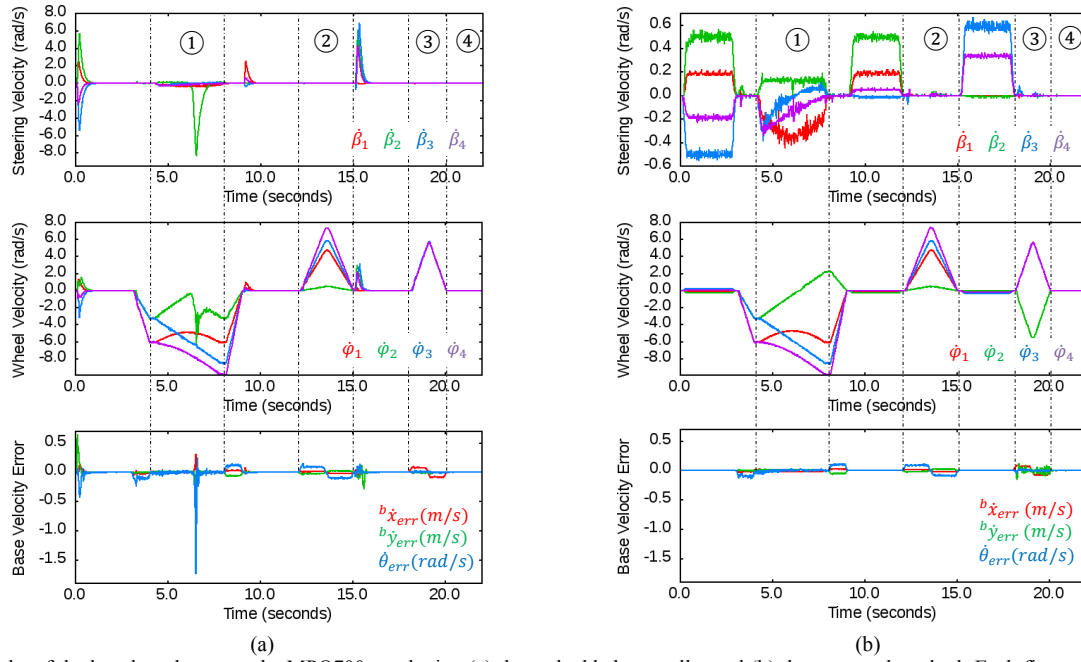 8.0
6.0
4.0
2.0
0.0
-2.0
-4.0
-6.0
-8.0
Steering Velocity (rad/s)
① ② ③ ④
β̇1 β̇2 β̇3 β̇4
0.0 5.0 10.0 15.0 20.0
Time (seconds)
8.0
6.0
4.0
2.0
0.0
-2.0
-4.0
-6.0
-8.0
Wheel Velocity (rad/s)
φ̇1 φ̇2 φ̇3 φ̇4
0.0 5.0 10.0 15.0 20.0
Time (seconds)
0.5
0.0
-0.5
-1.0
-1.5
Base Velocity Error
bẋerr(m/s)
bẏerr(m/s)
θ̇err(rad/s)
0.0 5.0 10.0 15.0 20.0
Time (seconds)
(a)
0.6
0.4
0.2
0.0
-0.2
-0.4
-0.6
Steering Velocity (rad/s)
① ② ③ ④
β̇1 β̇2 β̇3 β̇4
0.0 5.0 10.0 15.0 20.0
Time (seconds)
8.0
6.0
4.0
2.0
0.0
-2.0
-4.0
-6.0
-8.0
Wheel Velocity (rad/s)
φ̇1 φ̇2 φ̇3 φ̇4
0.0 5.0 10.0 15.0 20.0
Time (seconds)
0.5
0.0
-0.5
-1.0
-1.5
Base Velocity Error
bẋerr (m/s)
bẏerr (m/s)
θ̇err(rad/s)
0.0 5.0 10.0 15.0 20.0
Time (seconds)
(b)